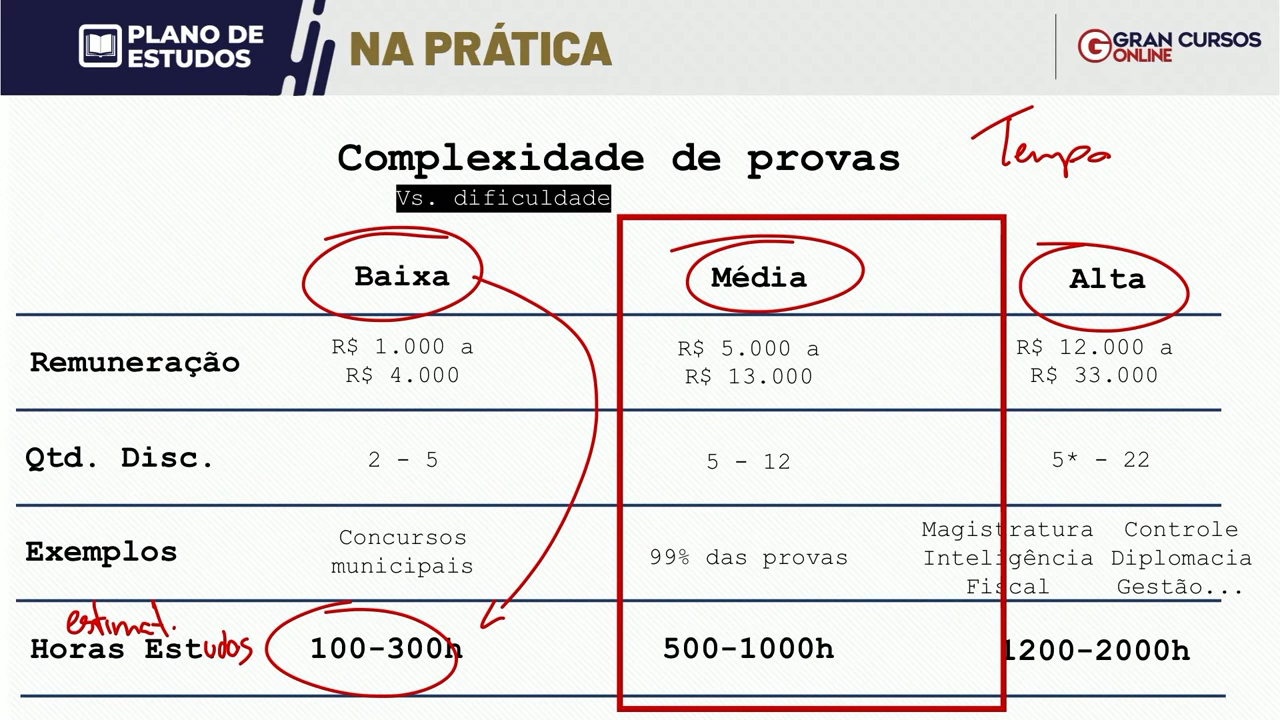 PLANO DE
ESTUDOS
NA PRÁTICA
GRAN CURSOS
ONLINE
Complexidade de provas
Tempo
Vs. dificuldade
Baixa Média Alta
Remuneração
R$ 1.000 a
R$ 4.000
R$ 5.000 a
R$ 13.000
R$ 12.000 a
R$ 33.000
Qtd. Disc. 2 - 5 5 - 12 5* - 22
Exemplos
Concursos
municipais
99% das provas
Magistratura Controle
Inteligência Diplomacia
Fiscal Gestão...
estimat.
Horas Estudos 100-300h 500-1000h 1200-2000h